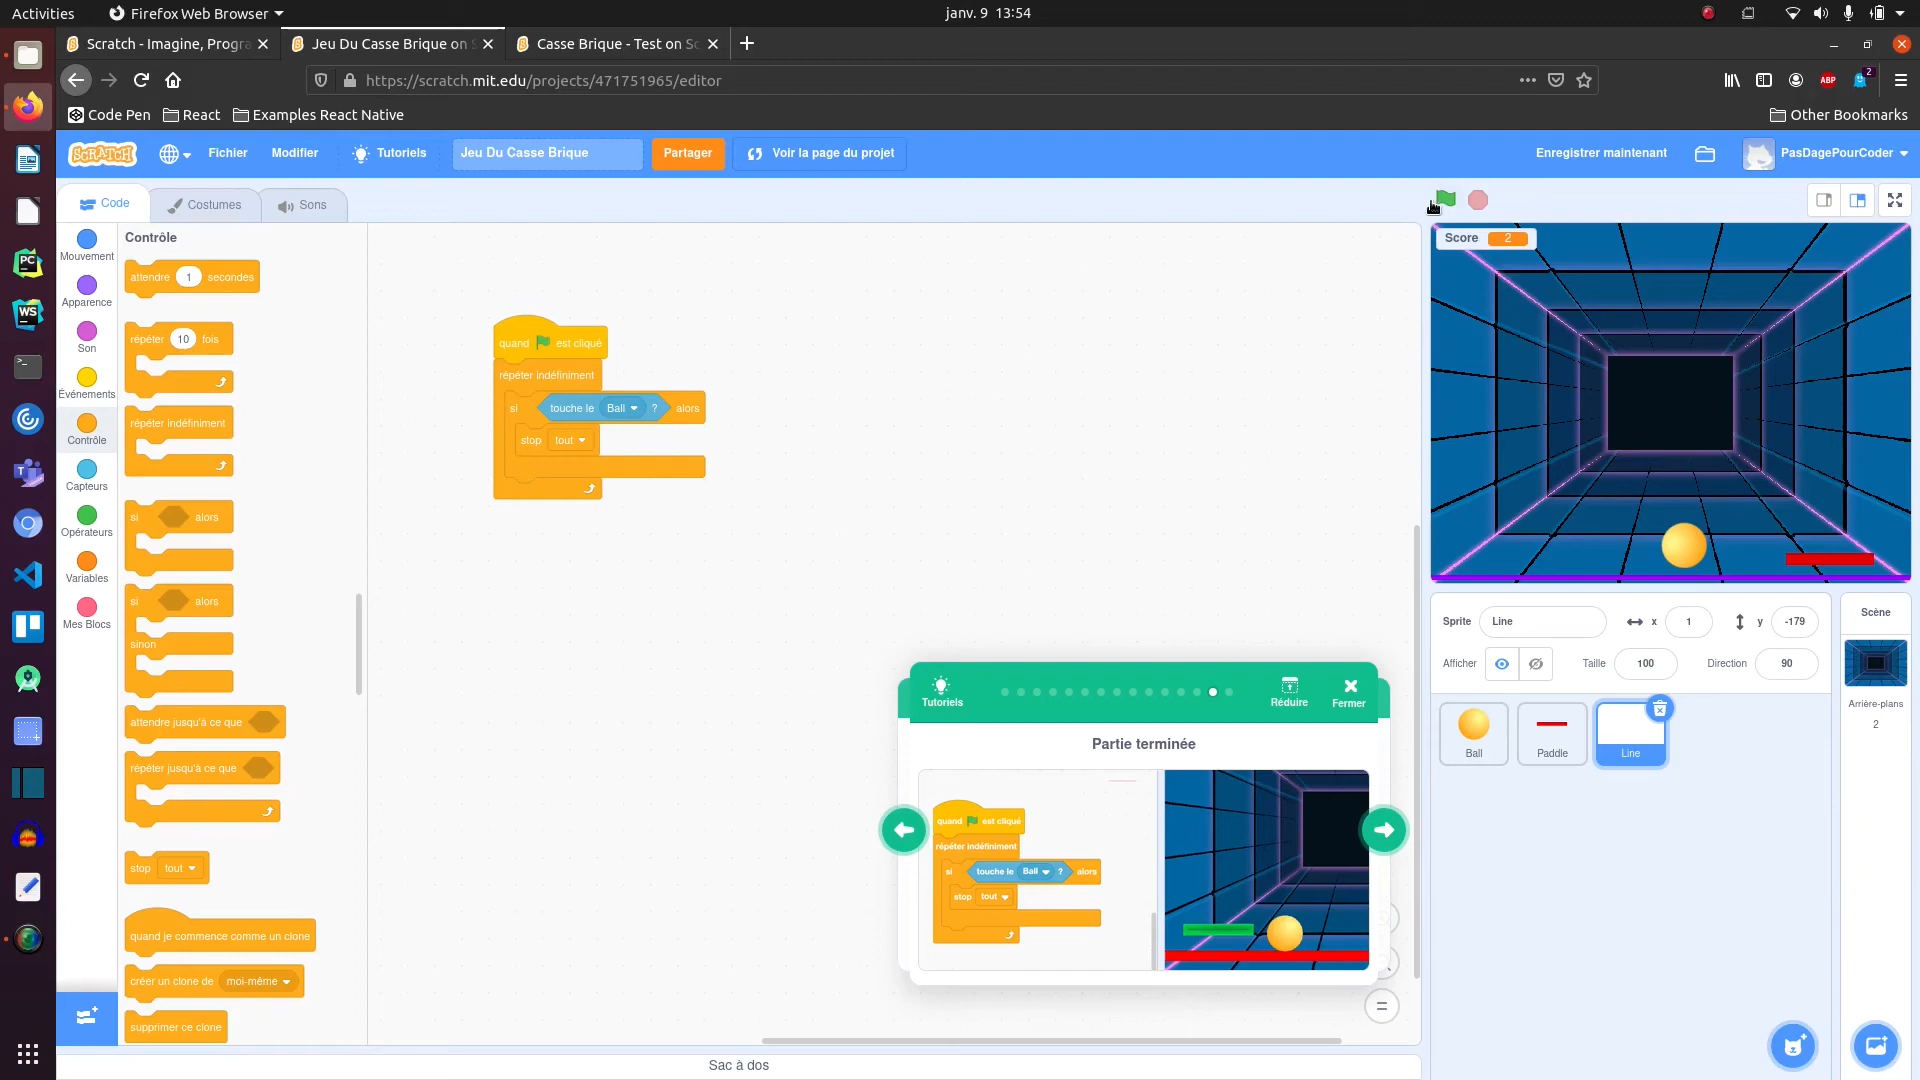 Activities
Firefox Web Browser
janv. 9 13:54
Scratch - Imagine, Progra
Jeu Du Casse Brique on S
Casse Brique - Test on Sc
https://scratch.mit.edu/projects/471751965/editor
ABP
2
Code Pen
React
Examples React Native
Other Bookmarks
SCRATCH
Fichier
Modifier
Tutoriels
Jeu Du Casse Brique
Partager
Voir la page du projet
Enregistrer maintenant
PasDagePourCoder
Code
Costumes
Sons
Mouvement
Apparence
Son
Événements
Contrôle
Capteurs
Opérateurs
Variables
Mes Blocs
Contrôle
attendre 1 secondes
répéter 10 fois
répéter indéfiniment
si alors
si alors
sinon
attendre jusqu'à ce que
répéter jusqu'à ce que
stop tout
quand je commence comme un clone
créer un clone de moi-même
supprimer ce clone
quand est cliqué
répéter indéfiniment
si touche le Ball ? alors
stop tout
Tutoriels
Réduire
Fermer
Partie terminée
quand est cliqué
répéter indéfiniment
si touche le Ball ? alors
stop tout
Score 2
Sprite Line x 1 y -179
Afficher Taille 100 Direction 90
Ball
Paddle
Line
Scène
Arrière-plans
2
Sac à dos
PC
WS